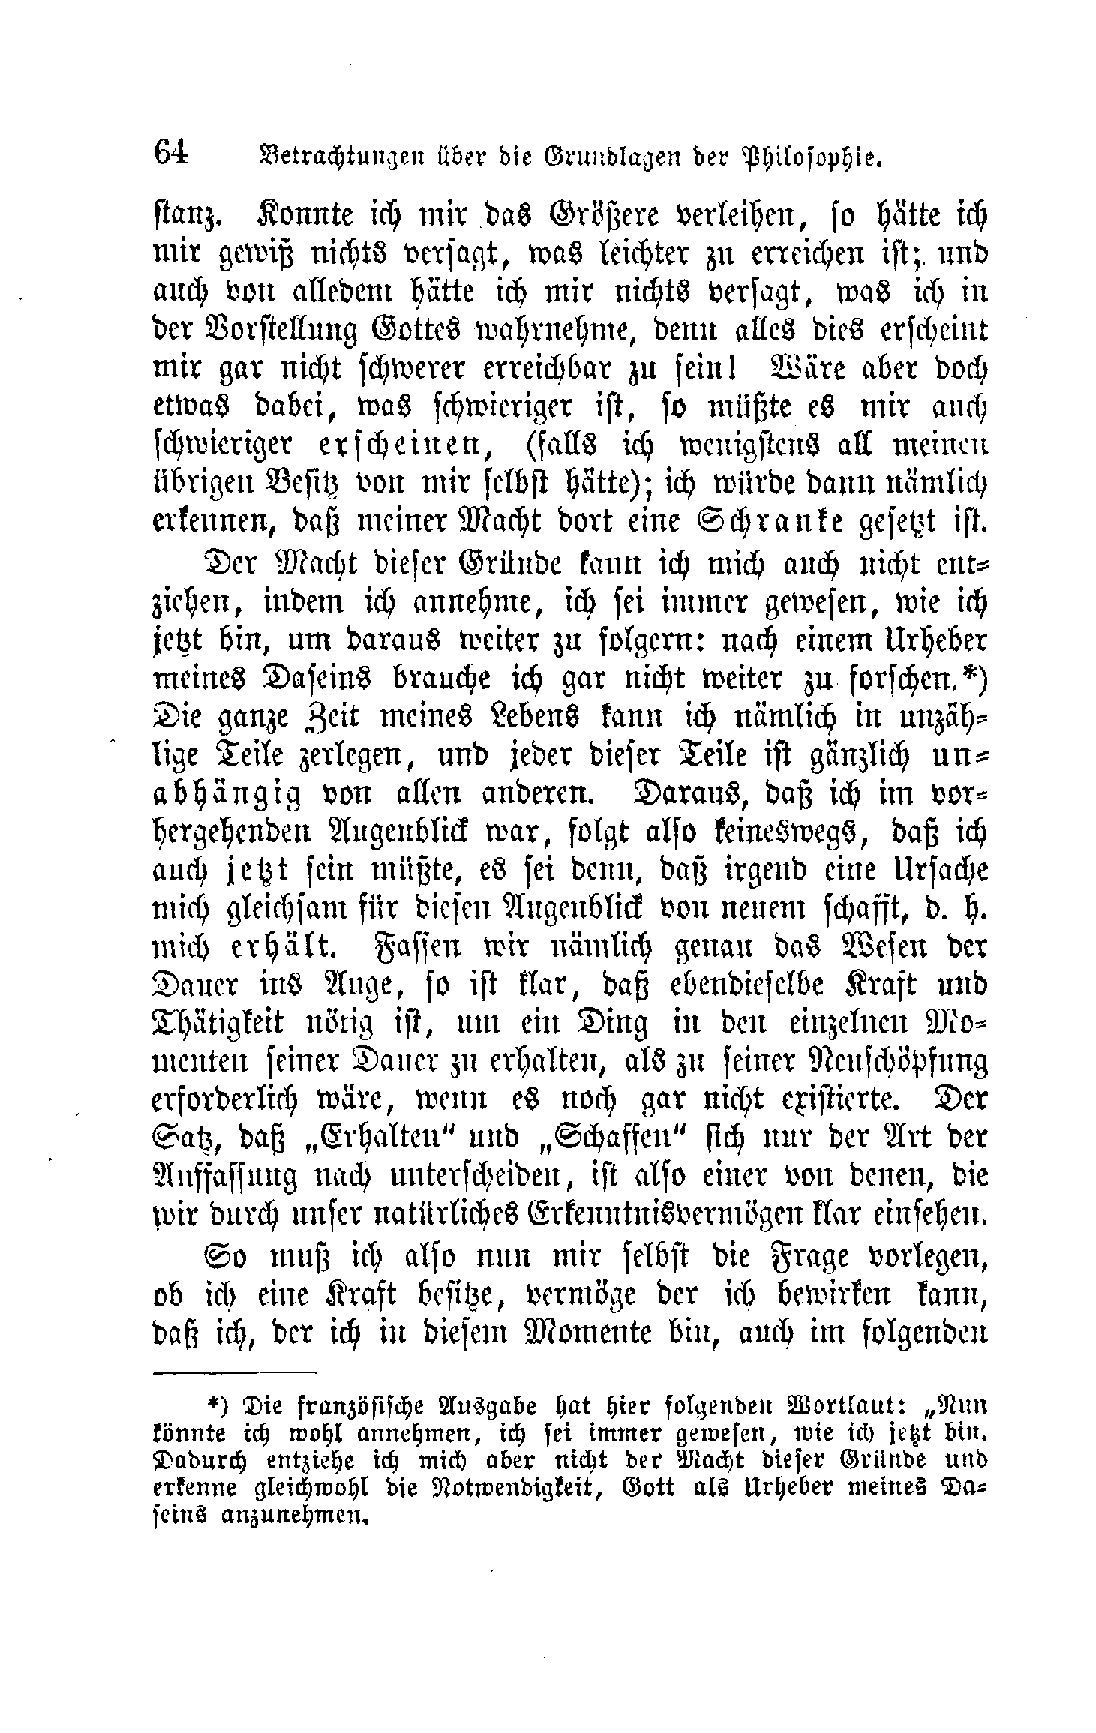 64 Betrachtungen über die Grundlagen der Philosophie.
stanz. Konnte ich mir das Größere verleihen, so hätte ich
mir gewiß nichts versagt, was leichter zu erreichen ist; und
auch von alledem hätte ich mir nichts versagt, was ich in
der Vorstellung Gottes wahrnehme, denn alles dies erscheint
mir gar nicht schwerer erreichbar zu sein! Wäre aber doch
etwas dabei, was schwieriger ist, so müßte es mir auch
schwieriger erscheinen, (falls ich wenigstens all meinen
übrigen Besitz von mir selbst hätte); ich würde dann nämlich
erkennen, daß meiner Macht dort eine Schranke gesetzt ist.
Der Macht dieser Gründe kann ich mich auch nicht ent-
ziehen, indem ich annehme, ich sei immer gewesen, wie ich
jetzt bin, um daraus weiter zu folgern: nach einem Urheber
meines Daseins brauche ich gar nicht weiter zu forschen.*)
Die ganze Zeit meines Lebens kann ich nämlich in unzäh-
lige Teile zerlegen, und jeder dieser Teile ist gänzlich un-
abhängig von allen anderen. Daraus, daß ich im vor-
hergehenden Augenblick war, folgt also keineswegs, daß ich
auch jetzt sein müßte, es sei denn, daß irgend eine Ursache
mich gleichsam für diesen Augenblick von neuem schafft, d. h.
mich erhält. Fassen wir nämlich genau das Wesen der
Dauer ins Auge, so ist klar, daß ebendieselbe Kraft und
Thätigkeit nötig ist, um ein Ding in den einzelnen Mo-
menten seiner Dauer zu erhalten, als zu seiner Neuschöpfung
erforderlich wäre, wenn es noch gar nicht existierte. Der
Satz, daß „Erhalten" und „Schaffen" sich nur der Art der
Auffassung nach unterscheiden, ist also einer von denen, die
wir durch unser natürliches Erkenntnisvermögen klar einsehen.
So muß ich also nun mir selbst die Frage vorlegen,
ob ich eine Kraft besitze, vermöge der ich bewirken kann,
daß ich, der ich in diesem Momente bin, auch im folgenden
*) Die französische Ausgabe hat hier folgenden Wortlaut: „Nun
könnte ich wohl annehmen, ich sei immer gewesen, wie ich jetzt bin.
Dadurch entziehe ich mich aber nicht der Macht dieser Gründe und
erkenne gleichwohl die Notwendigkeit, Gott als Urheber meines Da-
seins anzunehmen.